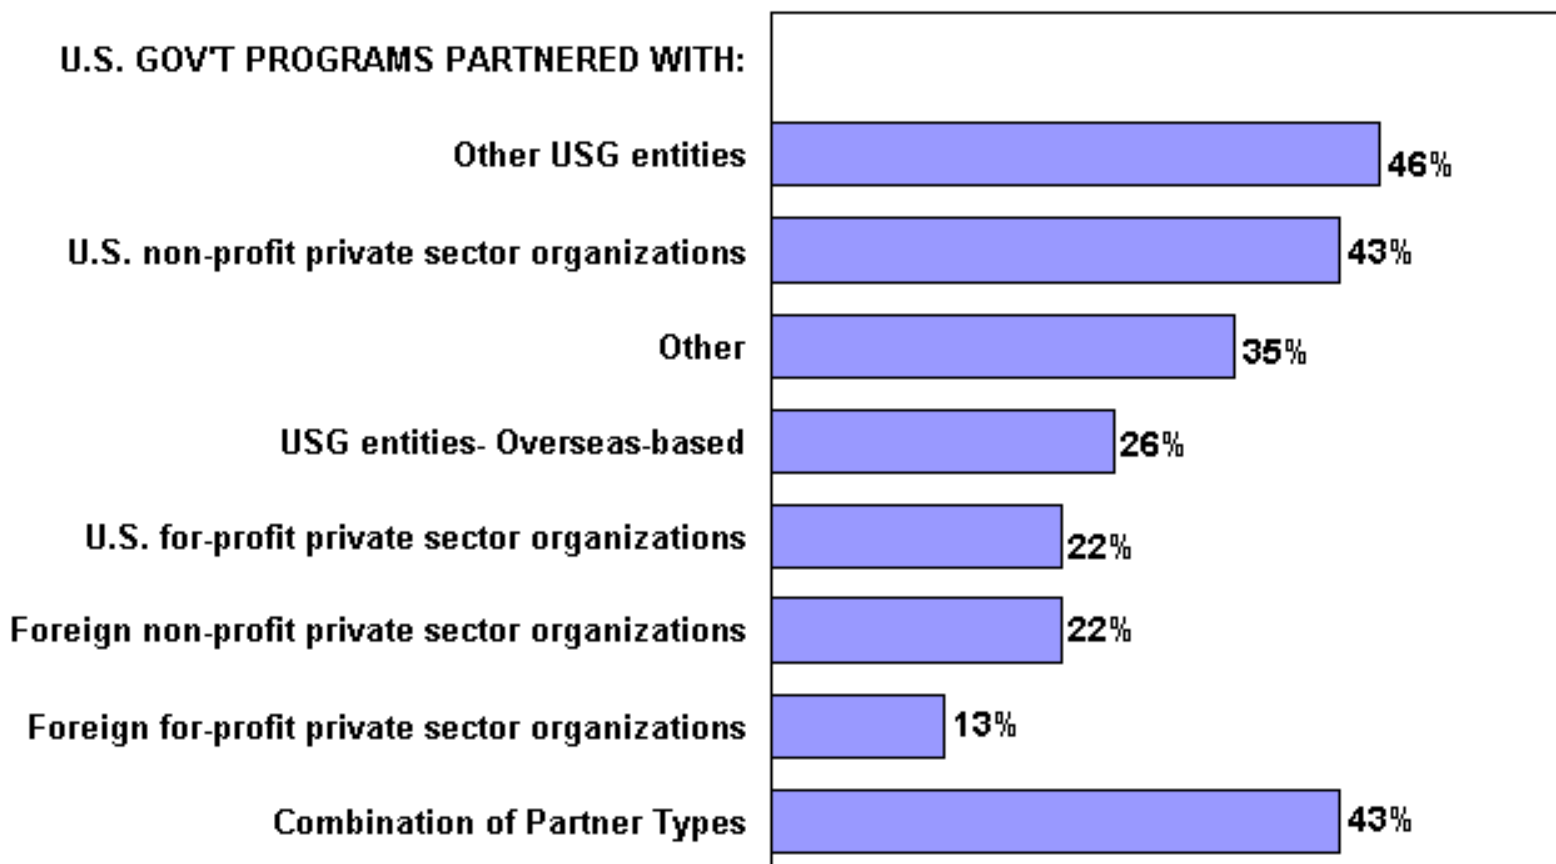 U.S. GOV'T PROGRAMS PARTNERED WITH:
Other USG entities 46%
U.S. non-profit private sector organizations 43%
Other 35%
USG entities- Overseas-based 26%
U.S. for-profit private sector organizations 22%
Foreign non-profit private sector organizations 22%
Foreign for-profit private sector organizations 13%
Combination of Partner Types 43%